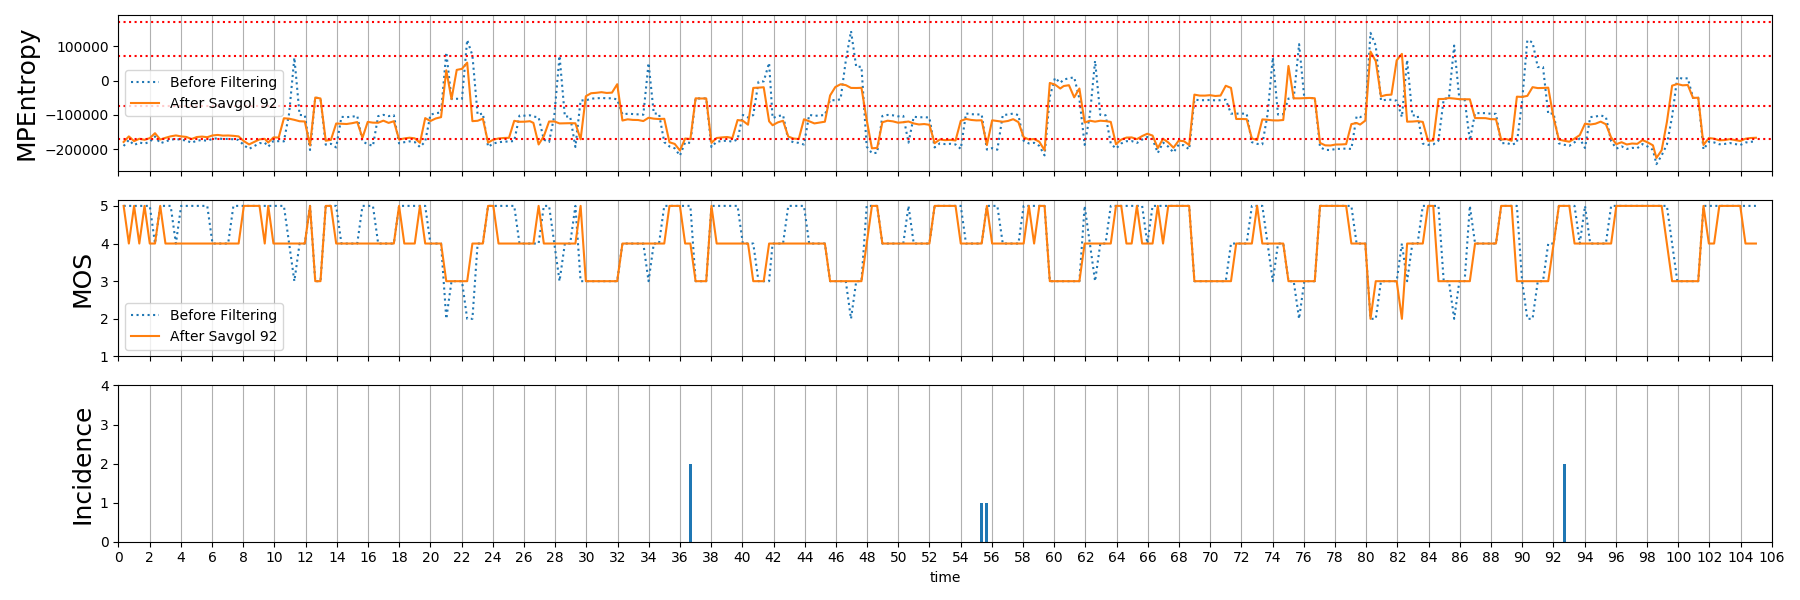 MPEntropy
100000
0
−100000
−200000
Before Filtering
After Savgol 92
MOS
5
4
3
2
1
Before Filtering
After Savgol 92
Incidence
4
3
2
1
0
0 2 4 6 8 10 12 14 16 18 20 22 24 26 28 30 32 34 36 38 40 42 44 46 48 50 52 54 56 58 60 62 64 66 68 70 72 74 76 78 80 82 84 86 88 90 92 94 96 98 100 102 104 106
time